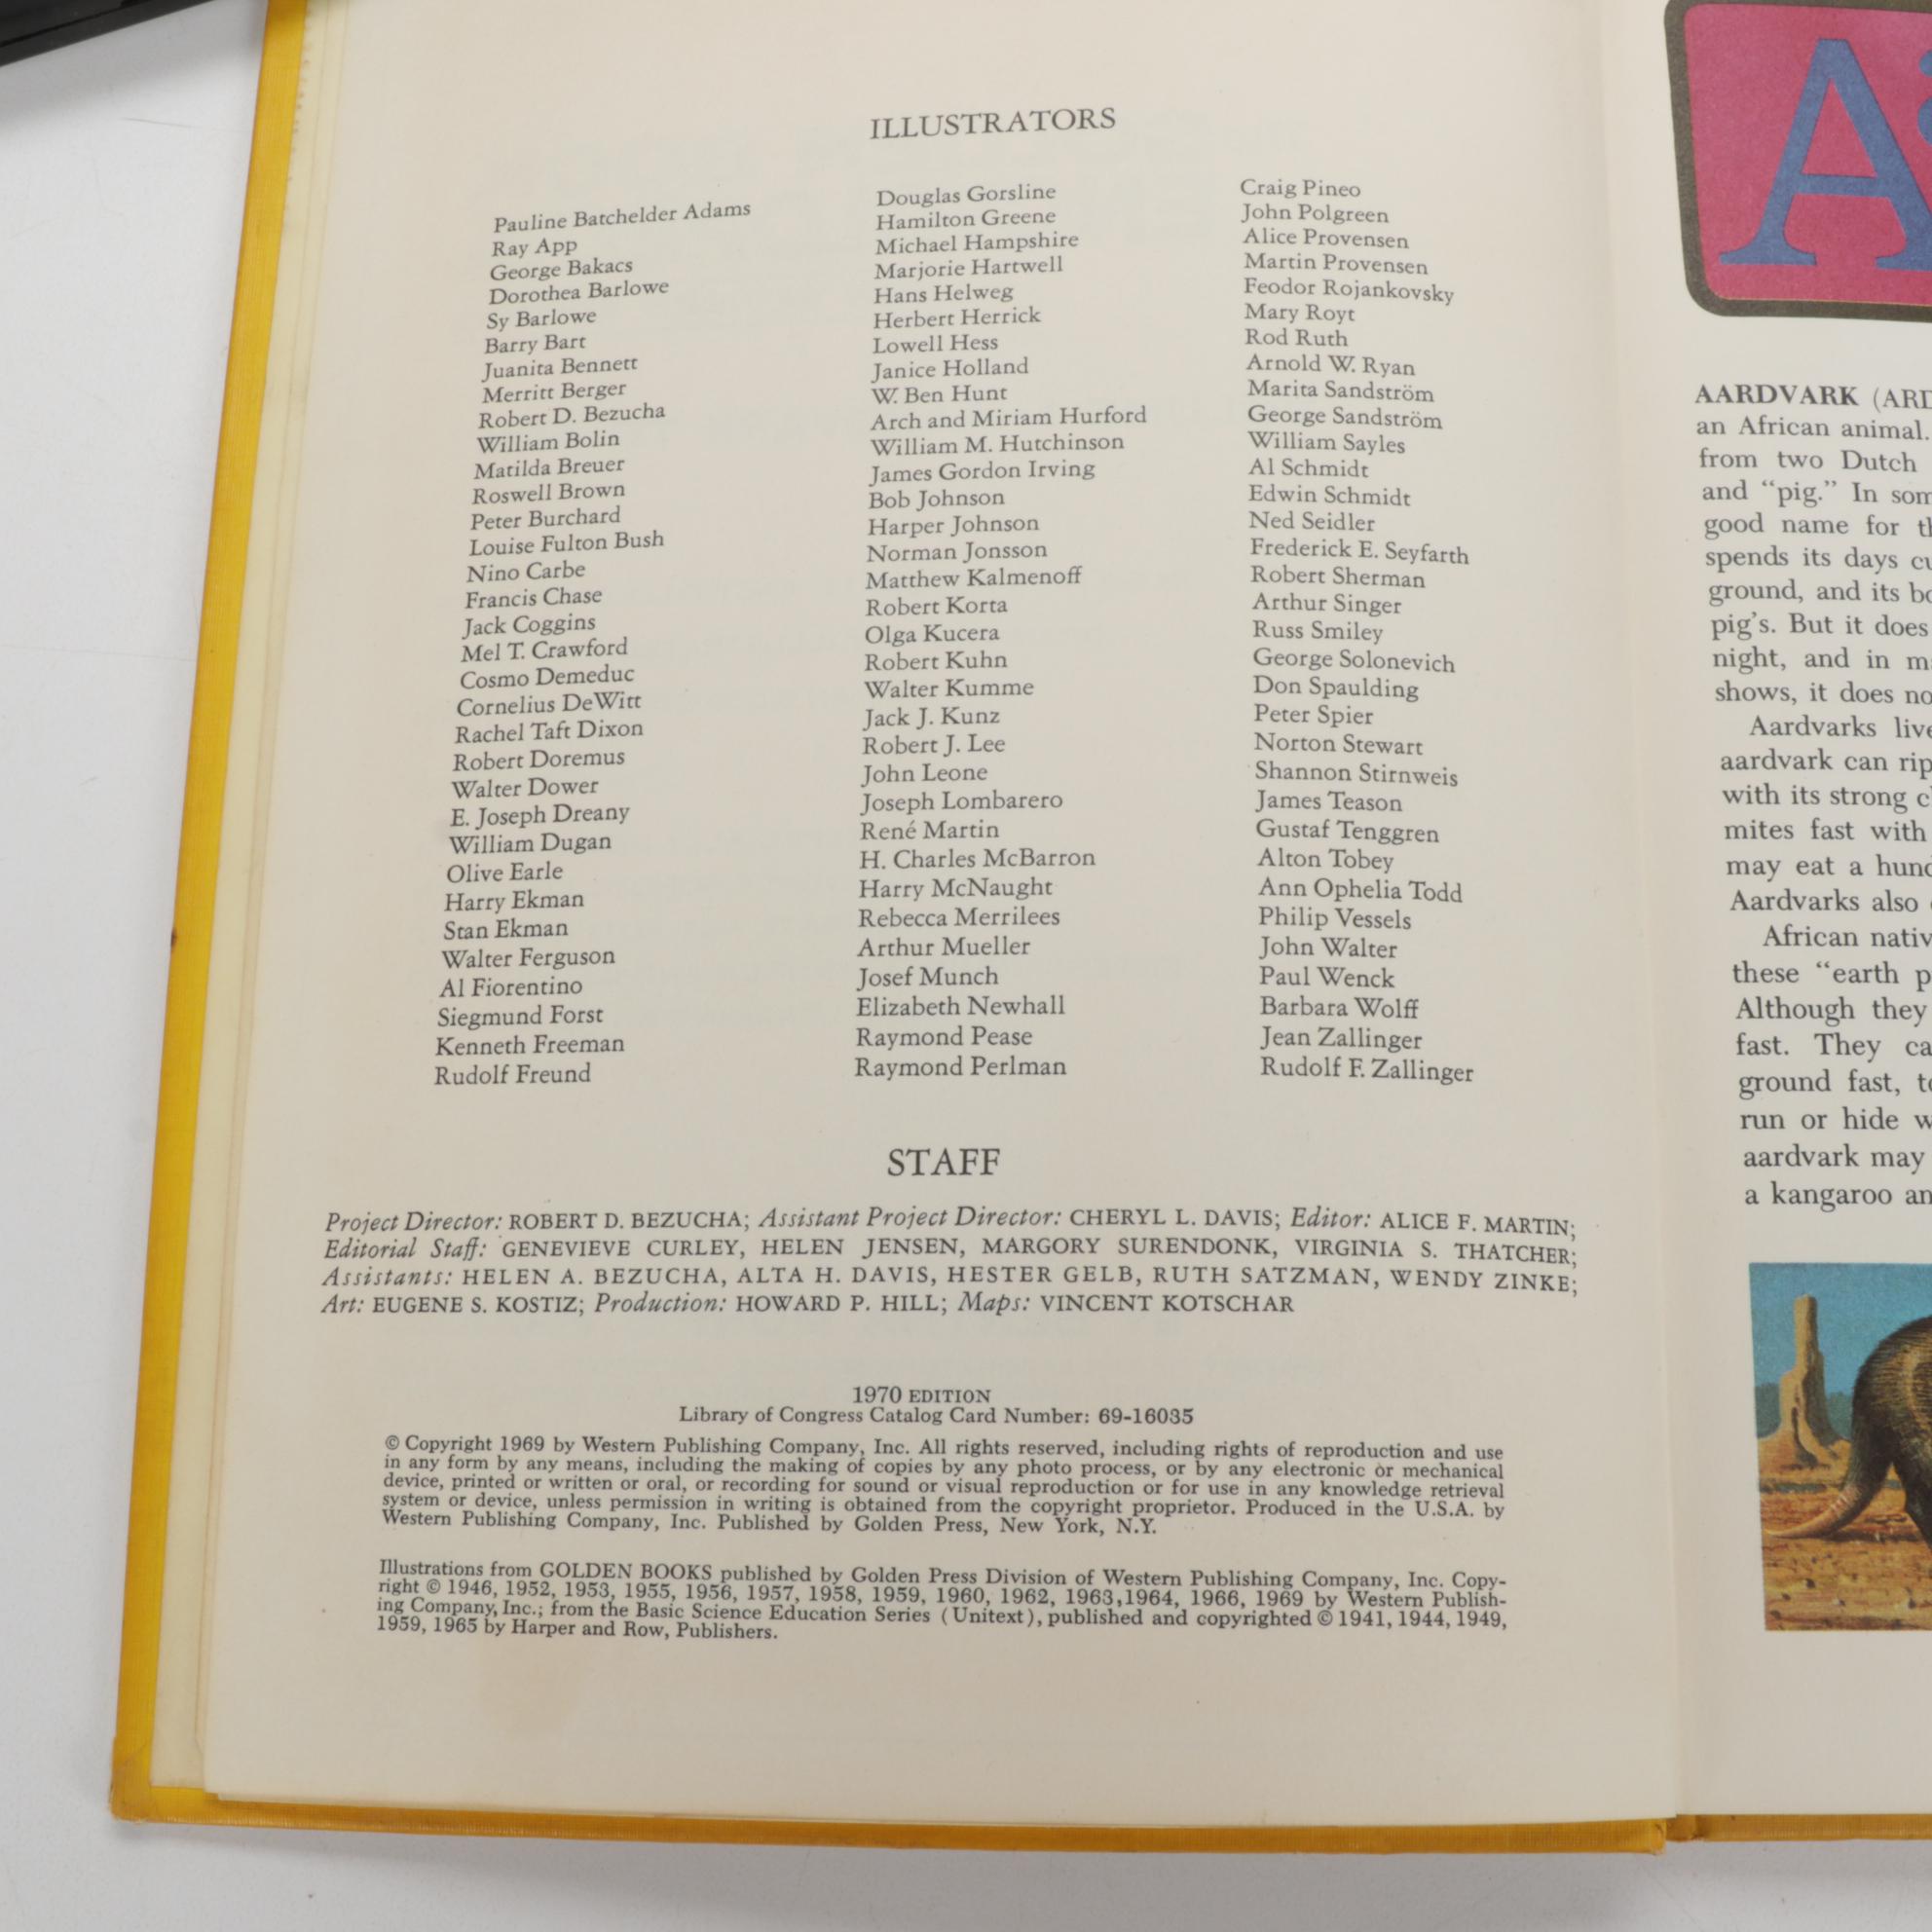 ILLUSTRATORS
Pauline Batchelder Adams
Ray App
George Bakacs
Dorothea Barlowe
Sy Barlowe
Barry Bart
Juanita Bennett
Merritt Berger
Robert D. Bezucha
William Bolin
Matilda Breuer
Roswell Brown
Peter Burchard
Louise Fulton Bush
Nino Carbe
Francis Chase
Jack Coggins
Mel T. Crawford
Cosmo Demeduc
Cornelius DeWitt
Rachel Taft Dixon
Robert Doremus
Walter Dower
E. Joseph Dreany
William Dugan
Olive Earle
Harry Ekman
Stan Ekman
Walter Ferguson
Al Fiorentino
Siegmund Forst
Kenneth Freeman
Rudolf Freund
Douglas Gorsline
Hamilton Greene
Michael Hampshire
Marjorie Hartwell
Hans Helweg
Herbert Herrick
Lowell Hess
Janice Holland
W. Ben Hunt
Arch and Miriam Hurford
William M. Hutchinson
James Gordon Irving
Bob Johnson
Harper Johnson
Norman Jonsson
Matthew Kalmenoff
Robert Korta
Olga Kucera
Robert Kuhn
Walter Kumme
Jack J. Kunz
Robert J. Lee
John Leone
Joseph Lombarero
René Martin
H. Charles McBarron
Harry McNaught
Rebecca Merrilees
Arthur Mueller
Josef Munch
Elizabeth Newhall
Raymond Pease
Raymond Perlman
Craig Pineo
John Polgreen
Alice Provensen
Martin Provensen
Feodor Rojankovsky
Mary Royt
Rod Ruth
Arnold W. Ryan
Marita Sandström
George Sandström
William Sayles
Al Schmidt
Edwin Schmidt
Ned Seidler
Frederick E. Seyfarth
Robert Sherman
Arthur Singer
Russ Smiley
George Solonevich
Don Spaulding
Peter Spier
Norton Stewart
Shannon Stirnweis
James Teason
Gustaf Tenggren
Alton Tobey
Ann Ophelia Todd
Philip Vessels
John Walter
Paul Wenck
Barbara Wolff
Jean Zallinger
Rudolf F. Zallinger
STAFF
Project Director: ROBERT D. BEZUCHA; Assistant Project Director: CHERYL L. DAVIS; Editor: ALICE F. MARTIN;
Editorial Staff: GENEVIEVE CURLEY, HELEN JENSEN, MARGORY SURENDONK, VIRGINIA S. THATCHER;
Assistants: HELEN A. BEZUCHA, ALTA H. DAVIS, HESTER GELB, RUTH SATZMAN, WENDY ZINKE;
Art: EUGENE S. KOSTIZ; Production: HOWARD P. HILL; Maps: VINCENT KOTSCHAR
1970 EDITION
Library of Congress Catalog Card Number: 69-16035
© Copyright 1969 by Western Publishing Company, Inc. All rights reserved, including rights of reproduction and use
in any form by any means, including the making of copies by any photo process, or by any electronic or mechanical
device, printed or written or oral, or recording for sound or visual reproduction or for use in any knowledge retrieval
system or device, unless permission in writing is obtained from the copyright proprietor. Produced in the U.S.A. by
Western Publishing Company, Inc. Published by Golden Press, New York, N.Y.
Illustrations from GOLDEN BOOKS published by Golden Press Division of Western Publishing Company, Inc. Copy-
right © 1946, 1952, 1953, 1955, 1956, 1957, 1958, 1959, 1960, 1962, 1963,1964, 1966, 1969 by Western Publish-
ing Company, Inc.; from the Basic Science Education Series (Unitext), published and copyrighted © 1941, 1944, 1949,
1959, 1965 by Harper and Row, Publishers.
A
AARDVARK (ARD
an African animal.
from two Dutch
and “pig.” In som
good name for th
spends its days cu
ground, and its bo
pig’s. But it does
night, and in m
shows, it does no
Aardvarks live
aardvark can rip
with its strong cl
mites fast with
may eat a hund
Aardvarks also
African nativ
these “earth p
Although they
fast. They ca
ground fast, to
run or hide w
aardvark may
a kangaroo an